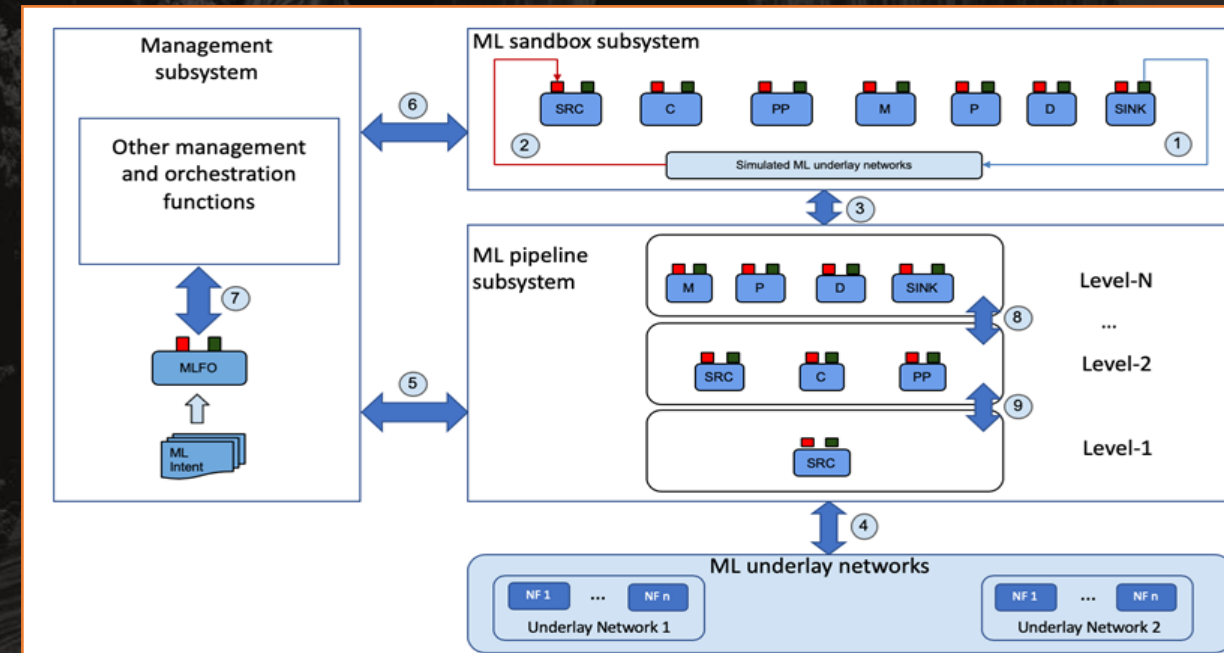 Management
subsystem
Other management
and orchestration
functions
7
MLFO
ML
Intent
6
5
ML sandbox subsystem
SRC
C
PP
M
P
D
SINK
2
1
Simulated ML underlay networks
3
ML pipeline
subsystem
M
P
D
SINK
Level-N
8
...
SRC
C
PP
Level-2
9
SRC
Level-1
4
ML underlay networks
NF 1
...
NF n
Underlay Network 1
NF 1
...
NF n
Underlay Network 2